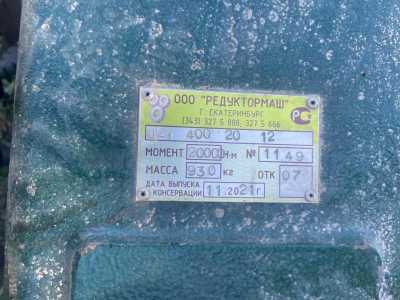 ООО "РЕДУКТОРМАШ"
Г. ЕКАТЕРИНБУРГ
(343) 327 5 888, 327 5 666
400 20 12
МОМЕНТ 2000 Н·м № 1149
МАССА 930 кг ОТК 07
ДАТА ВЫПУСКА
КОНСЕРВАЦИИ 11.2021г.